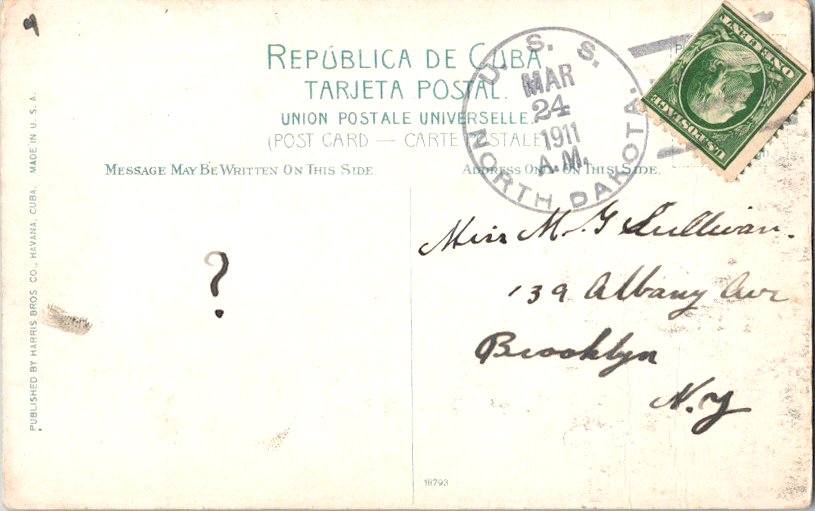 REPÚBLICA DE CUBA
TARJETA POSTAL.
UNION POSTALE UNIVERSELLE.
(POST CARD — CARTE POSTALE)
MESSAGE MAY BE WRITTEN ON THIS SIDE
ADDRESS ONLY ON THIS SIDE.
U. S. S.
MAR
24
1911
A.M.
NORTH DAKOTA.
U.S. POSTAGE
ONE CENT
?
Miss M. G Sullivan.
139 Albany Ave
Brooklyn
N.Y
PUBLISHED BY HARRIS BROS. CO., HAVANA, CUBA. MADE IN U. S. A.
16793